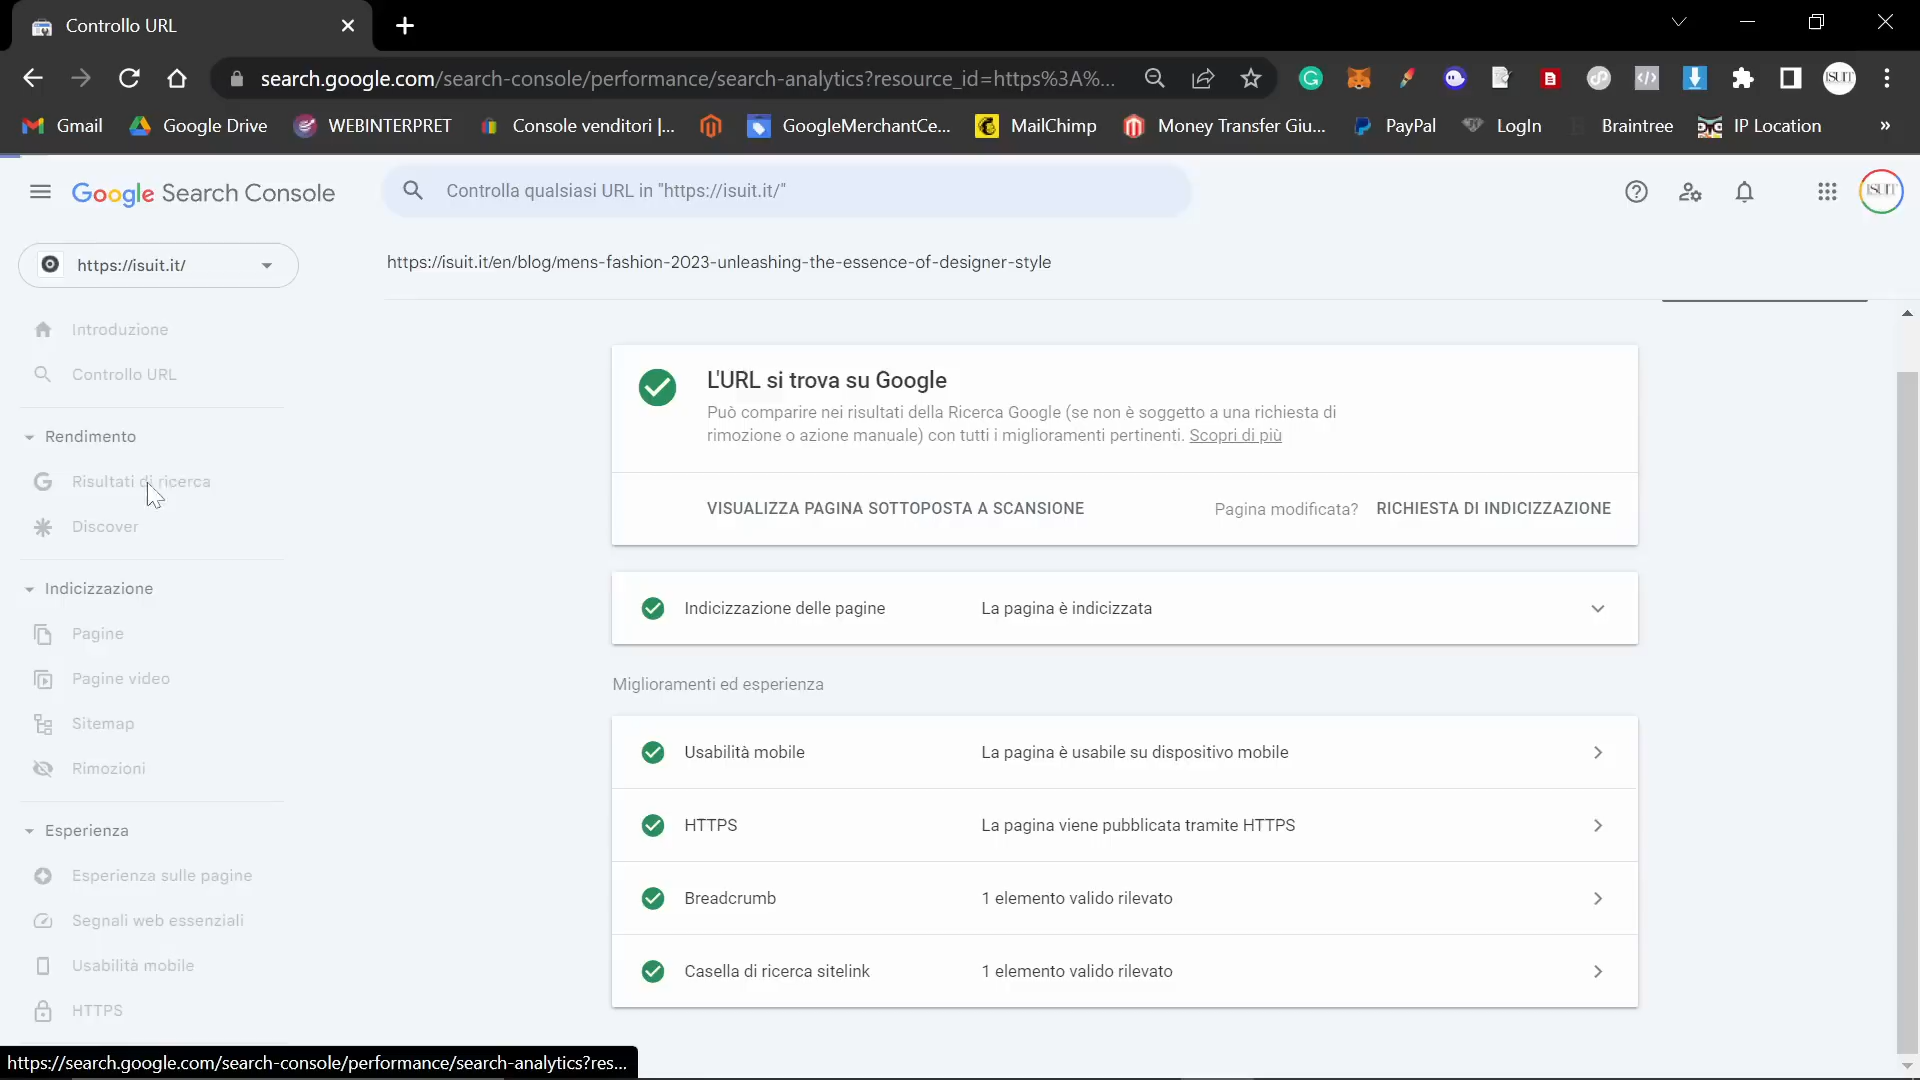 Controllo URL
search.google.com/search-console/performance/search-analytics?resource_id=https%3A%...
Gmail
Google Drive
WEBINTERPRET
Console venditori |...
GoogleMerchantCe...
MailChimp
Money Transfer Giu...
PayPal
LogIn
Braintree
IP Location
»
Google Search Console
Controlla qualsiasi URL in "https://isuit.it/"
ISUIT
https://isuit.it/
https://isuit.it/en/blog/mens-fashion-2023-unleashing-the-essence-of-designer-style
Introduzione
Controllo URL
Rendimento
Risultati di ricerca
Discover
Indicizzazione
Pagine
Pagine video
Sitemap
Rimozioni
Esperienza
Esperienza sulle pagine
Segnali web essenziali
Usabilità mobile
HTTPS
L'URL si trova su Google
Può comparire nei risultati della Ricerca Google (se non è soggetto a una richiesta di
rimozione o azione manuale) con tutti i miglioramenti pertinenti. Scopri di più
VISUALIZZA PAGINA SOTTOPOSTA A SCANSIONE
Pagina modificata? RICHIESTA DI INDICIZZAZIONE
Indicizzazione delle pagine
La pagina è indicizzata
Miglioramenti ed esperienza
Usabilità mobile
La pagina è usabile su dispositivo mobile
HTTPS
La pagina viene pubblicata tramite HTTPS
Breadcrumb
1 elemento valido rilevato
Casella di ricerca sitelink
1 elemento valido rilevato
https://search.google.com/search-console/performance/search-analytics?res...